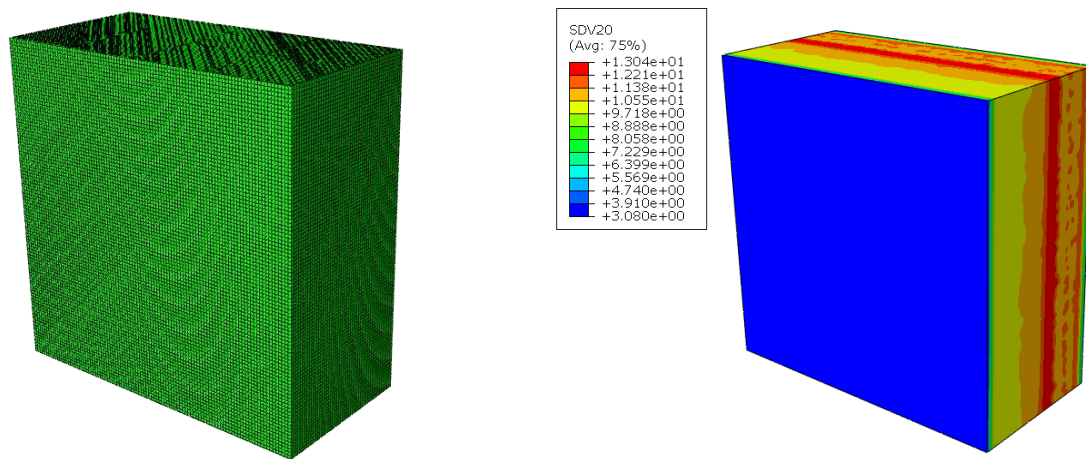 SDV20
(Avg: 75%)
+1.304e+01
+1.221e+01
+1.138e+01
+1.055e+01
+9.718e+00
+8.888e+00
+8.058e+00
+7.229e+00
+6.399e+00
+5.569e+00
+4.740e+00
+3.910e+00
+3.080e+00